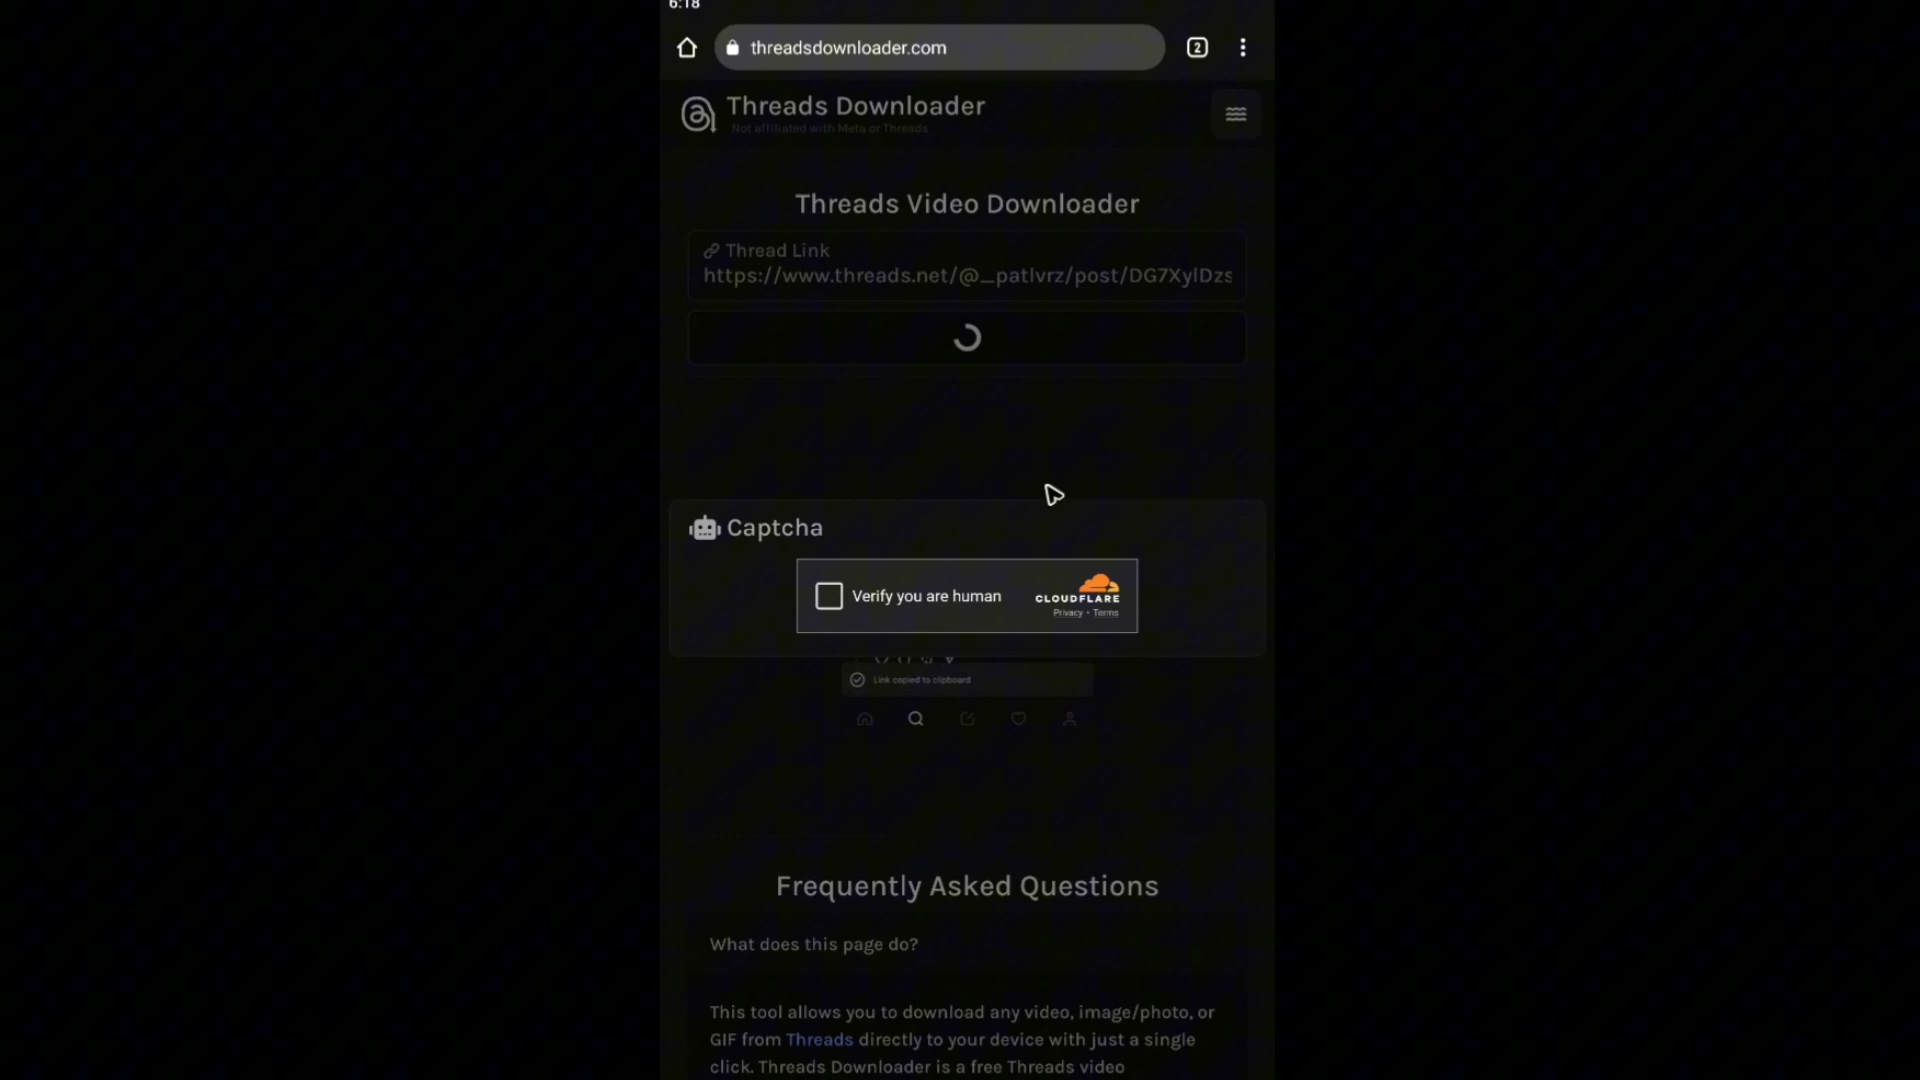 6:18
threadsdownloader.com
2
Threads Downloader
Not affiliated with Meta or Threads
Threads Video Downloader
Thread Link
https://www.threads.net/@_patlvrz/post/DG7XylDzs
Captcha
Verify you are human
CLOUDFLARE
Privacy • Terms
Link copied to clipboard
Frequently Asked Questions
What does this page do?
This tool allows you to download any video, image/photo, or
GIF from Threads directly to your device with just a single
click. Threads Downloader is a free Threads video